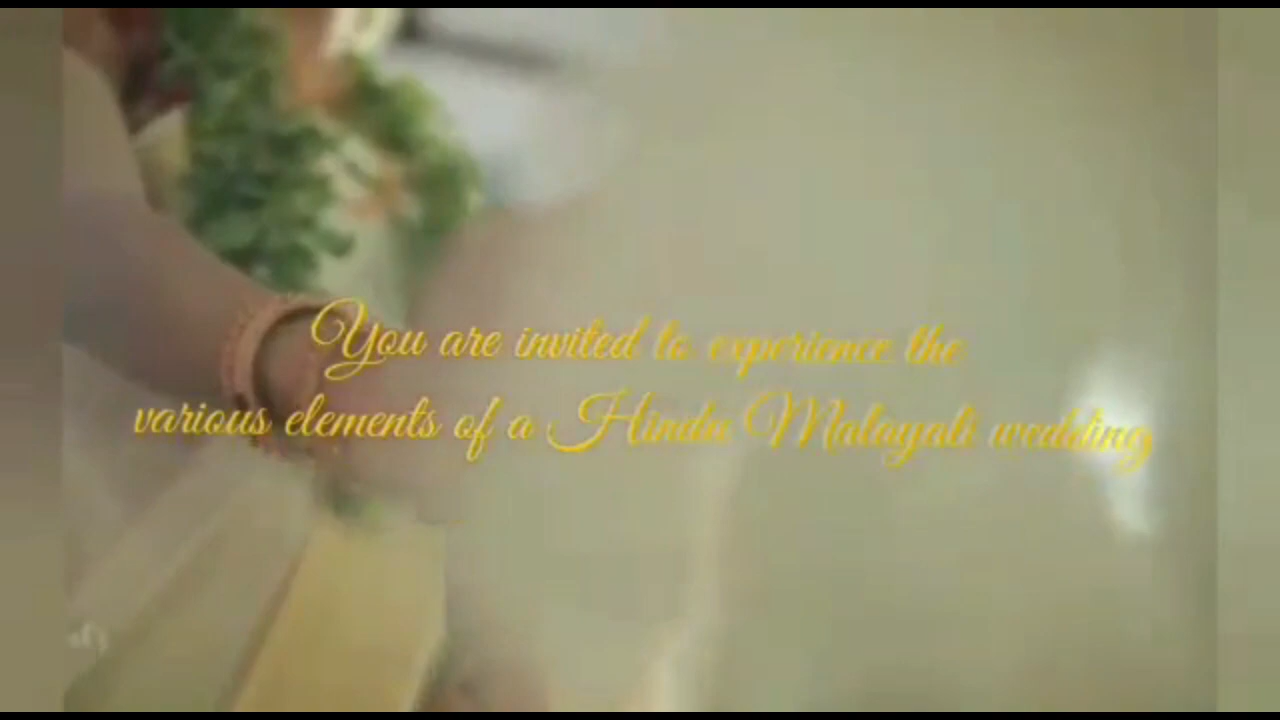 You are invited to experience the
various elements of a Hindu Malayali wedding